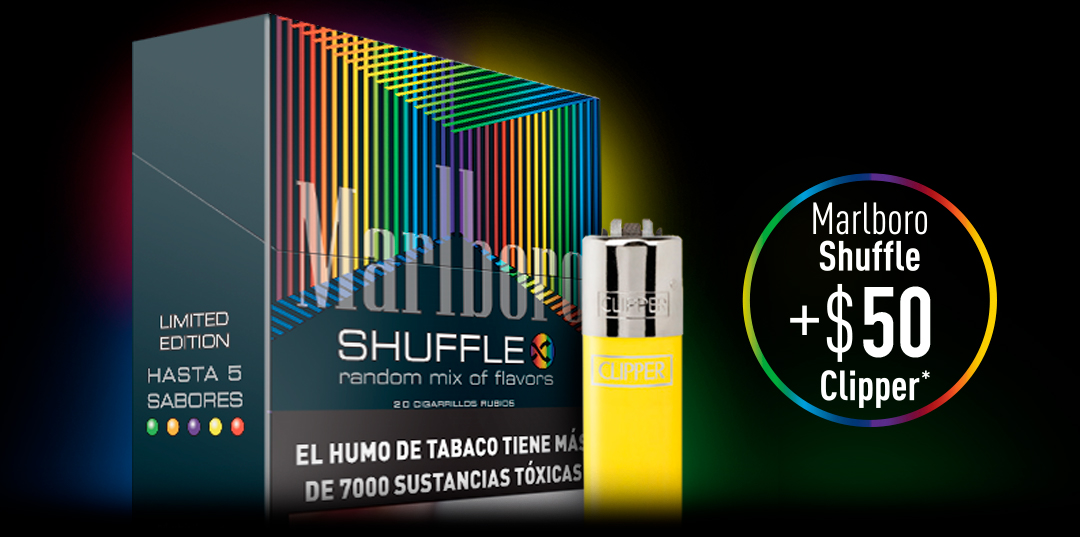 Marlboro
SHUFFLE
random mix of flavors
20 CIGARRILLOS RUBIOS
LIMITED
EDITION
HASTA 5
SABORES
EL HUMO DE TABACO TIENE MÁS
DE 7000 SUSTANCIAS TÓXICAS
CLIPPER
CLIPPER
Marlboro
Shuffle
+$50
Clipper*